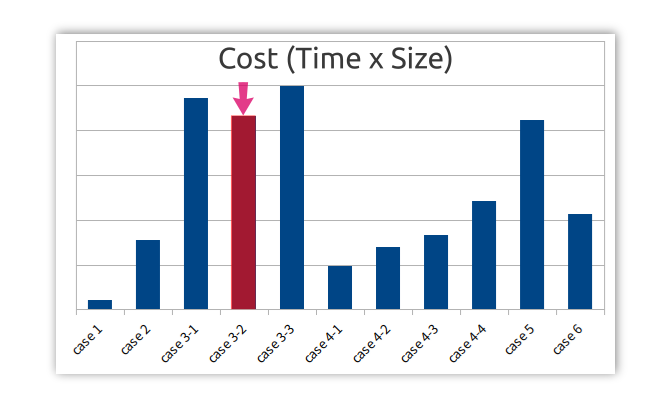 Cost (Time x Size)
case 1
case 2
case 3-1
case 3-2
case 3-3
case 4-1
case 4-2
case 4-3
case 4-4
case 5
case 6